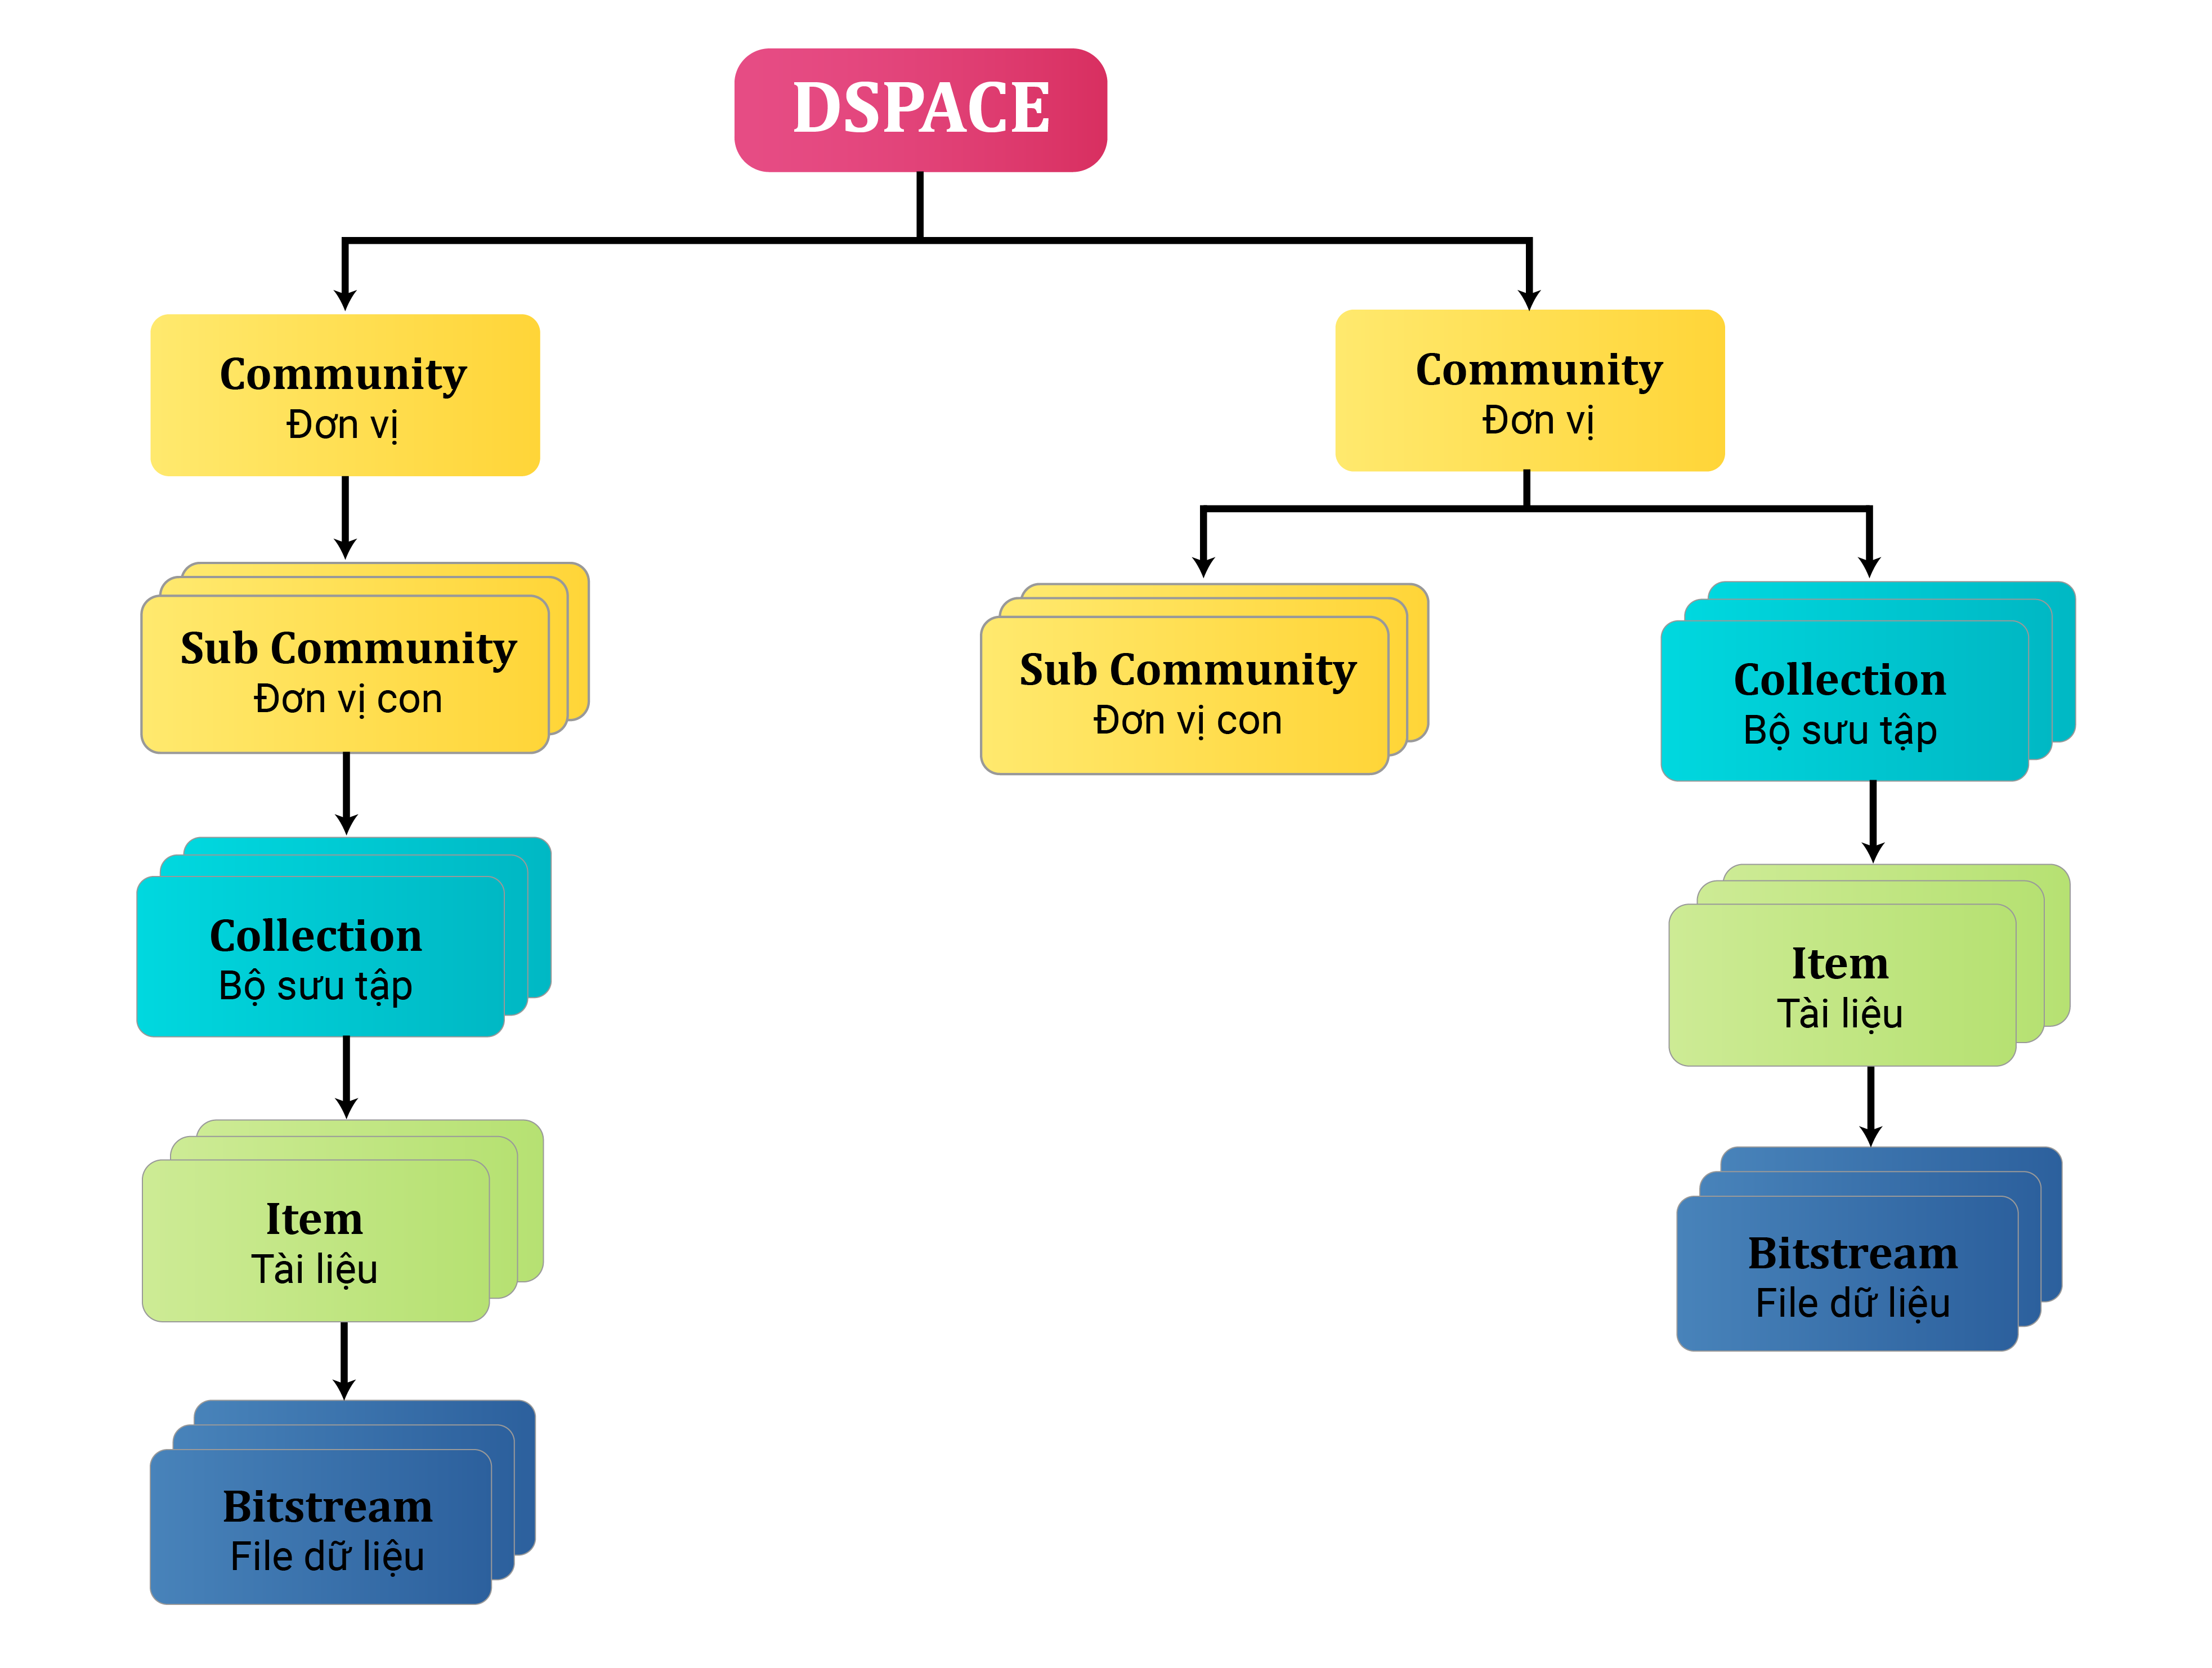 DSPACE
Community
Đơn vị
Community
Đơn vị
Sub Community
Đơn vị con
Sub Community
Đơn vị con
Collection
Bộ sưu tập
Collection
Bộ sưu tập
Item
Tài liệu
Item
Tài liệu
Bitstream
File dữ liệu
Bitstream
File dữ liệu